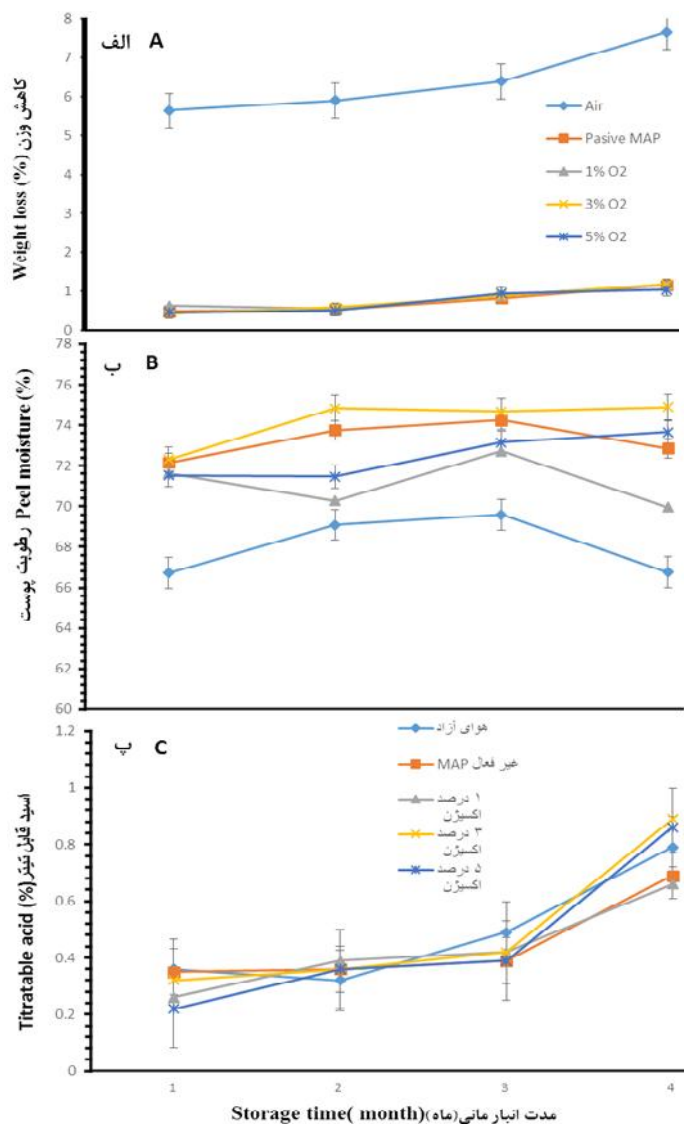 8
7
6
5
4
3
2
1
0
الف A
کاهش وزن Weight loss (%)
Air
Pasive MAP
1% O2
3% O2
5% O2
78
76
74
72
70
68
66
64
62
60
ب B
رطوبت پوست Peel moisture (%)
1.2
1
0.8
0.6
0.4
0.2
0
پ C
اسید قابل تیتر Titratable acid (%)
هوای آزاد
غیر فعال MAP
۱ درصد
اکسیژن
۳ درصد
اکسیژن
۵ درصد
اکسیژن
1 2 3 4
Storage time( month) مدت انبار مانی(ماه)